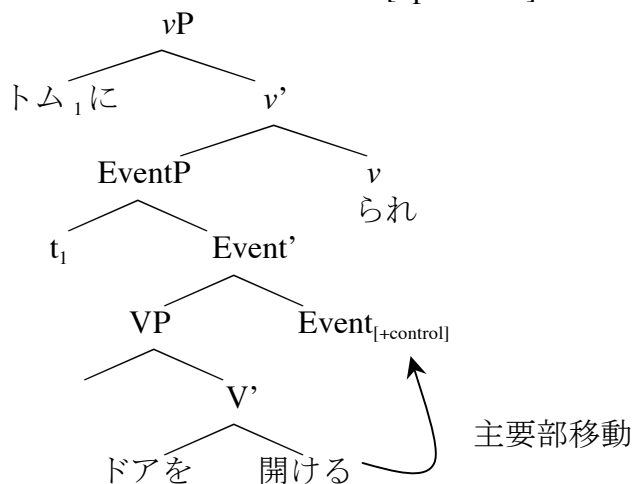 vP
トム₁に v’
EventP v
られ
t₁ Event’
VP Event[+control]
V’
主要部移動
ドアを 開ける